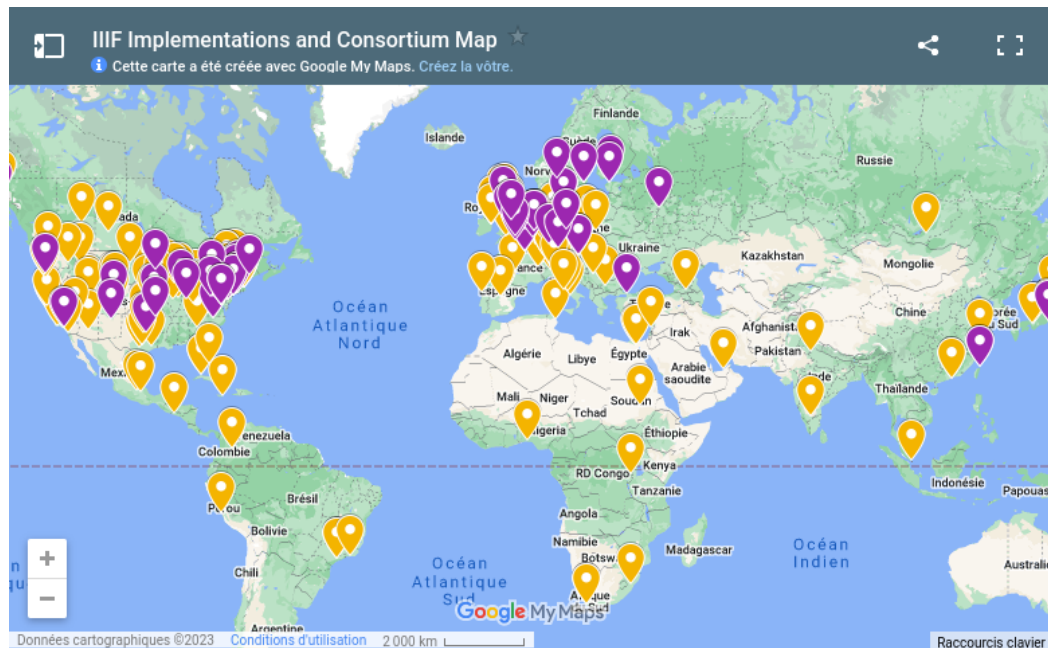 IIIF Implementations and Consortium Map
Cette carte a été créée avec Google My Maps. Créez la vôtre.
Finlande
Islande
Russie
Ukraine
Kazakhstan
Mongolie
Océan
Atlantique
Nord
Chine
Irak
Afghanist.
Pakistan
Algérie
Libye
Égypte
Arabie
saoudite
Mali
Niger
Tchad
Thaïlande
Éthiopie
Colombie
RD Congo
Kenya
Indonésie
Tanzanie
Brésil
Angola
Bolivie
Namibie
Madagascar
Océan
Indien
Océan
Atlantique
Sud
Chili
Google My Maps
Argentine
Données cartographiques ©2023
Conditions d'utilisation
2 000 km
Raccourcis clavier